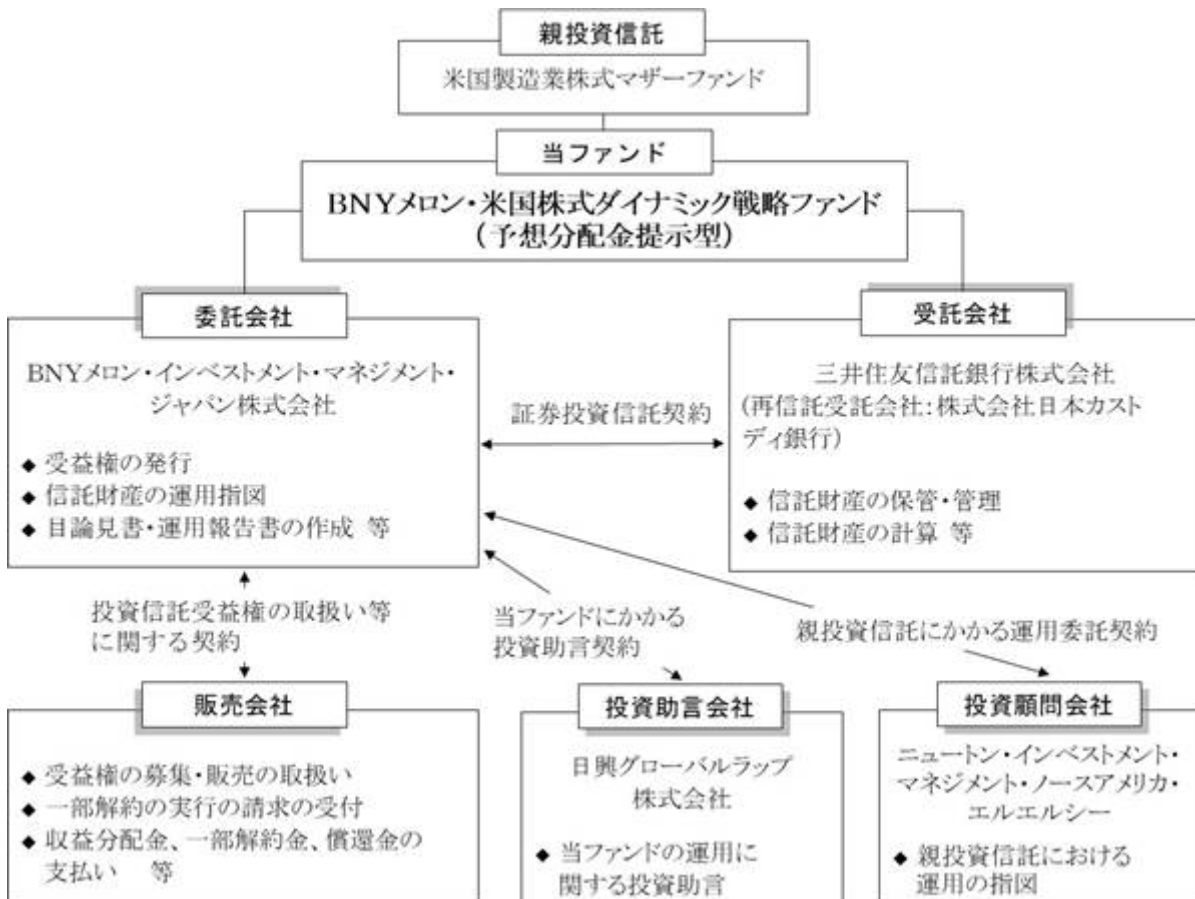 親投資信託
米国製造業株式マザーファンド
当ファンド
BNYメロン・米国株式ダイナミック戦略ファンド
(予想分配金提示型)
委託会社
BNYメロン・インベストメント・マネジメント・
ジャパン株式会社
◆ 受益権の発行
◆ 信託財産の運用指図
◆ 目論見書・運用報告書の作成 等
証券投資信託契約
受託会社
三井住友信託銀行株式会社
(再信託受託会社:株式会社日本カスト
ディ銀行)
◆ 信託財産の保管・管理
◆ 信託財産の計算 等
投資信託受益権の取扱い等
に関する契約
当ファンドにかかる
投資助言契約
親投資信託にかかる運用委託契約
販売会社
◆ 受益権の募集・販売の取扱い
◆ 一部解約の実行の請求の受付
◆ 収益分配金、一部解約金、償還金の
支払い 等
投資助言会社
日興グローバルラップ
株式会社
◆ 当ファンドの運用に
関する投資助言
投資顧問会社
ニュートン・インベストメント・
マネジメント・ノースアメリカ・
エルエルシー
◆ 親投資信託における
運用の指図